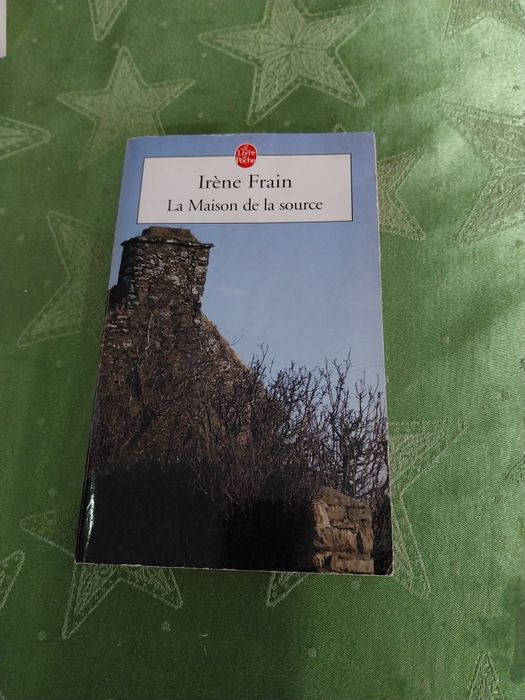 Le
Livre
de
Poche
Irène Frain
La Maison de la source